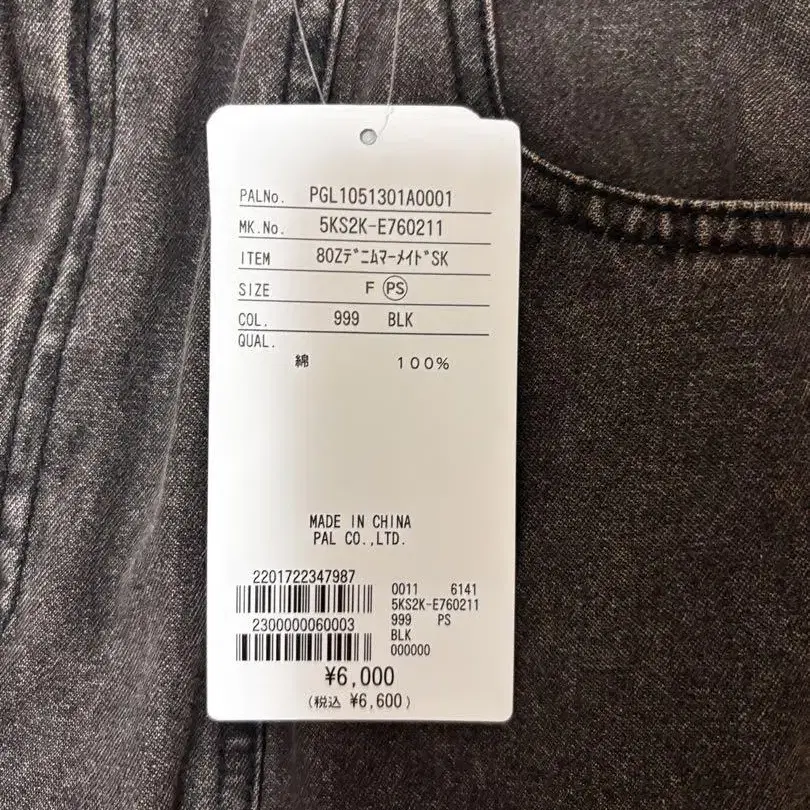 PALNo. PGL1051301A0001
MK.No. 5KS2K-E760211
ITEM 80ZﾃﾞﾆﾑﾏｰﾒｲﾄﾞSK
SIZE F PS
COL. 999 BLK
QUAL.
綿 100%
MADE IN CHINA
PAL CO.,LTD.
2201722347987
0011 6141
5KS2K-E760211
2300000060003
999 PS
BLK
000000
¥6,000
(税込 ¥6,600)